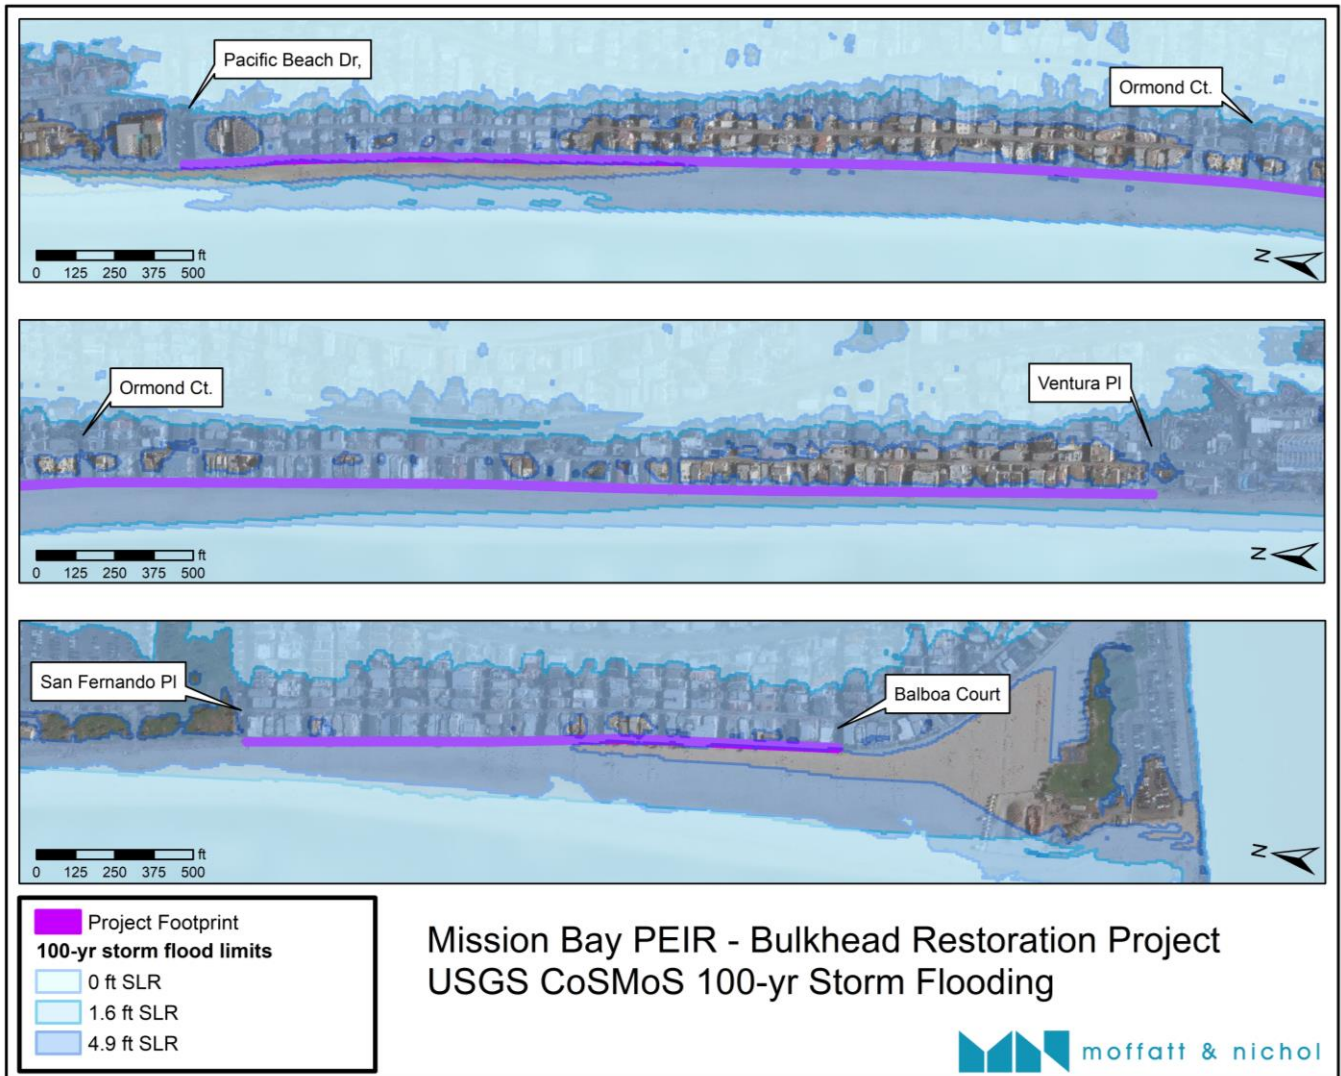 Pacific Beach Dr,
Ormond Ct.
ft
0 125 250 375 500
N
Ormond Ct.
Ventura Pl
ft
0 125 250 375 500
N
San Fernando Pl
Balboa Court
ft
0 125 250 375 500
N
Project Footprint
100-yr storm flood limits
0 ft SLR
1.6 ft SLR
4.9 ft SLR
Mission Bay PEIR - Bulkhead Restoration Project
USGS CoSMoS 100-yr Storm Flooding
moffatt & nichol